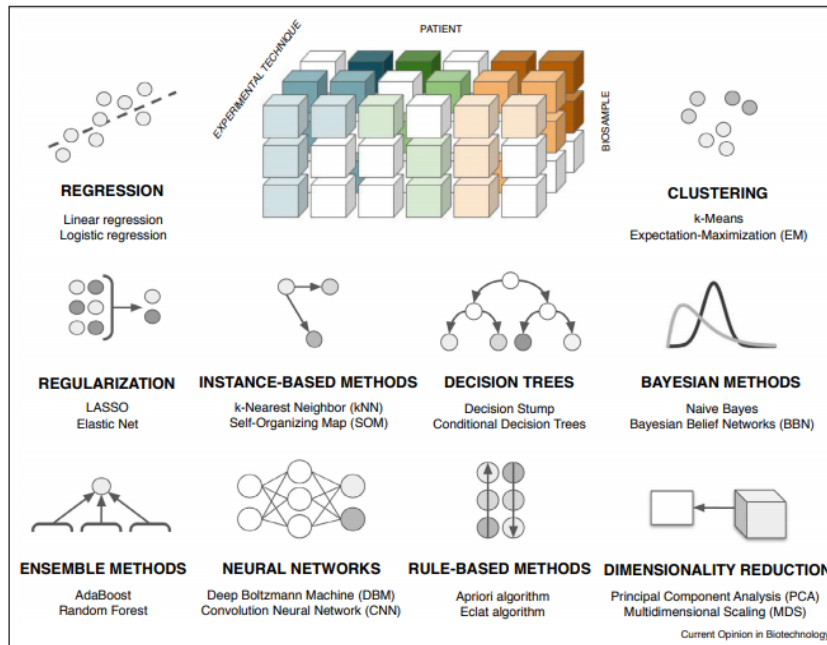 PATIENT
EXPERIMENTAL TECHNIQUE
BIOSAMPLE
REGRESSION
Linear regression
Logistic regression
CLUSTERING
k-Means
Expectation-Maximization (EM)
REGULARIZATION
LASSO
Elastic Net
INSTANCE-BASED METHODS
k-Nearest Neighbor (kNN)
Self-Organizing Map (SOM)
DECISION TREES
Decision Stump
Conditional Decision Trees
BAYESIAN METHODS
Naive Bayes
Bayesian Belief Networks (BBN)
ENSEMBLE METHODS
AdaBoost
Random Forest
NEURAL NETWORKS
Deep Boltzmann Machine (DBM)
Convolution Neural Network (CNN)
RULE-BASED METHODS
Apriori algorithm
Eclat algorithm
DIMENSIONALITY REDUCTION
Principal Component Analysis (PCA)
Multidimensional Scaling (MDS)
Current Opinion in Biotechnology